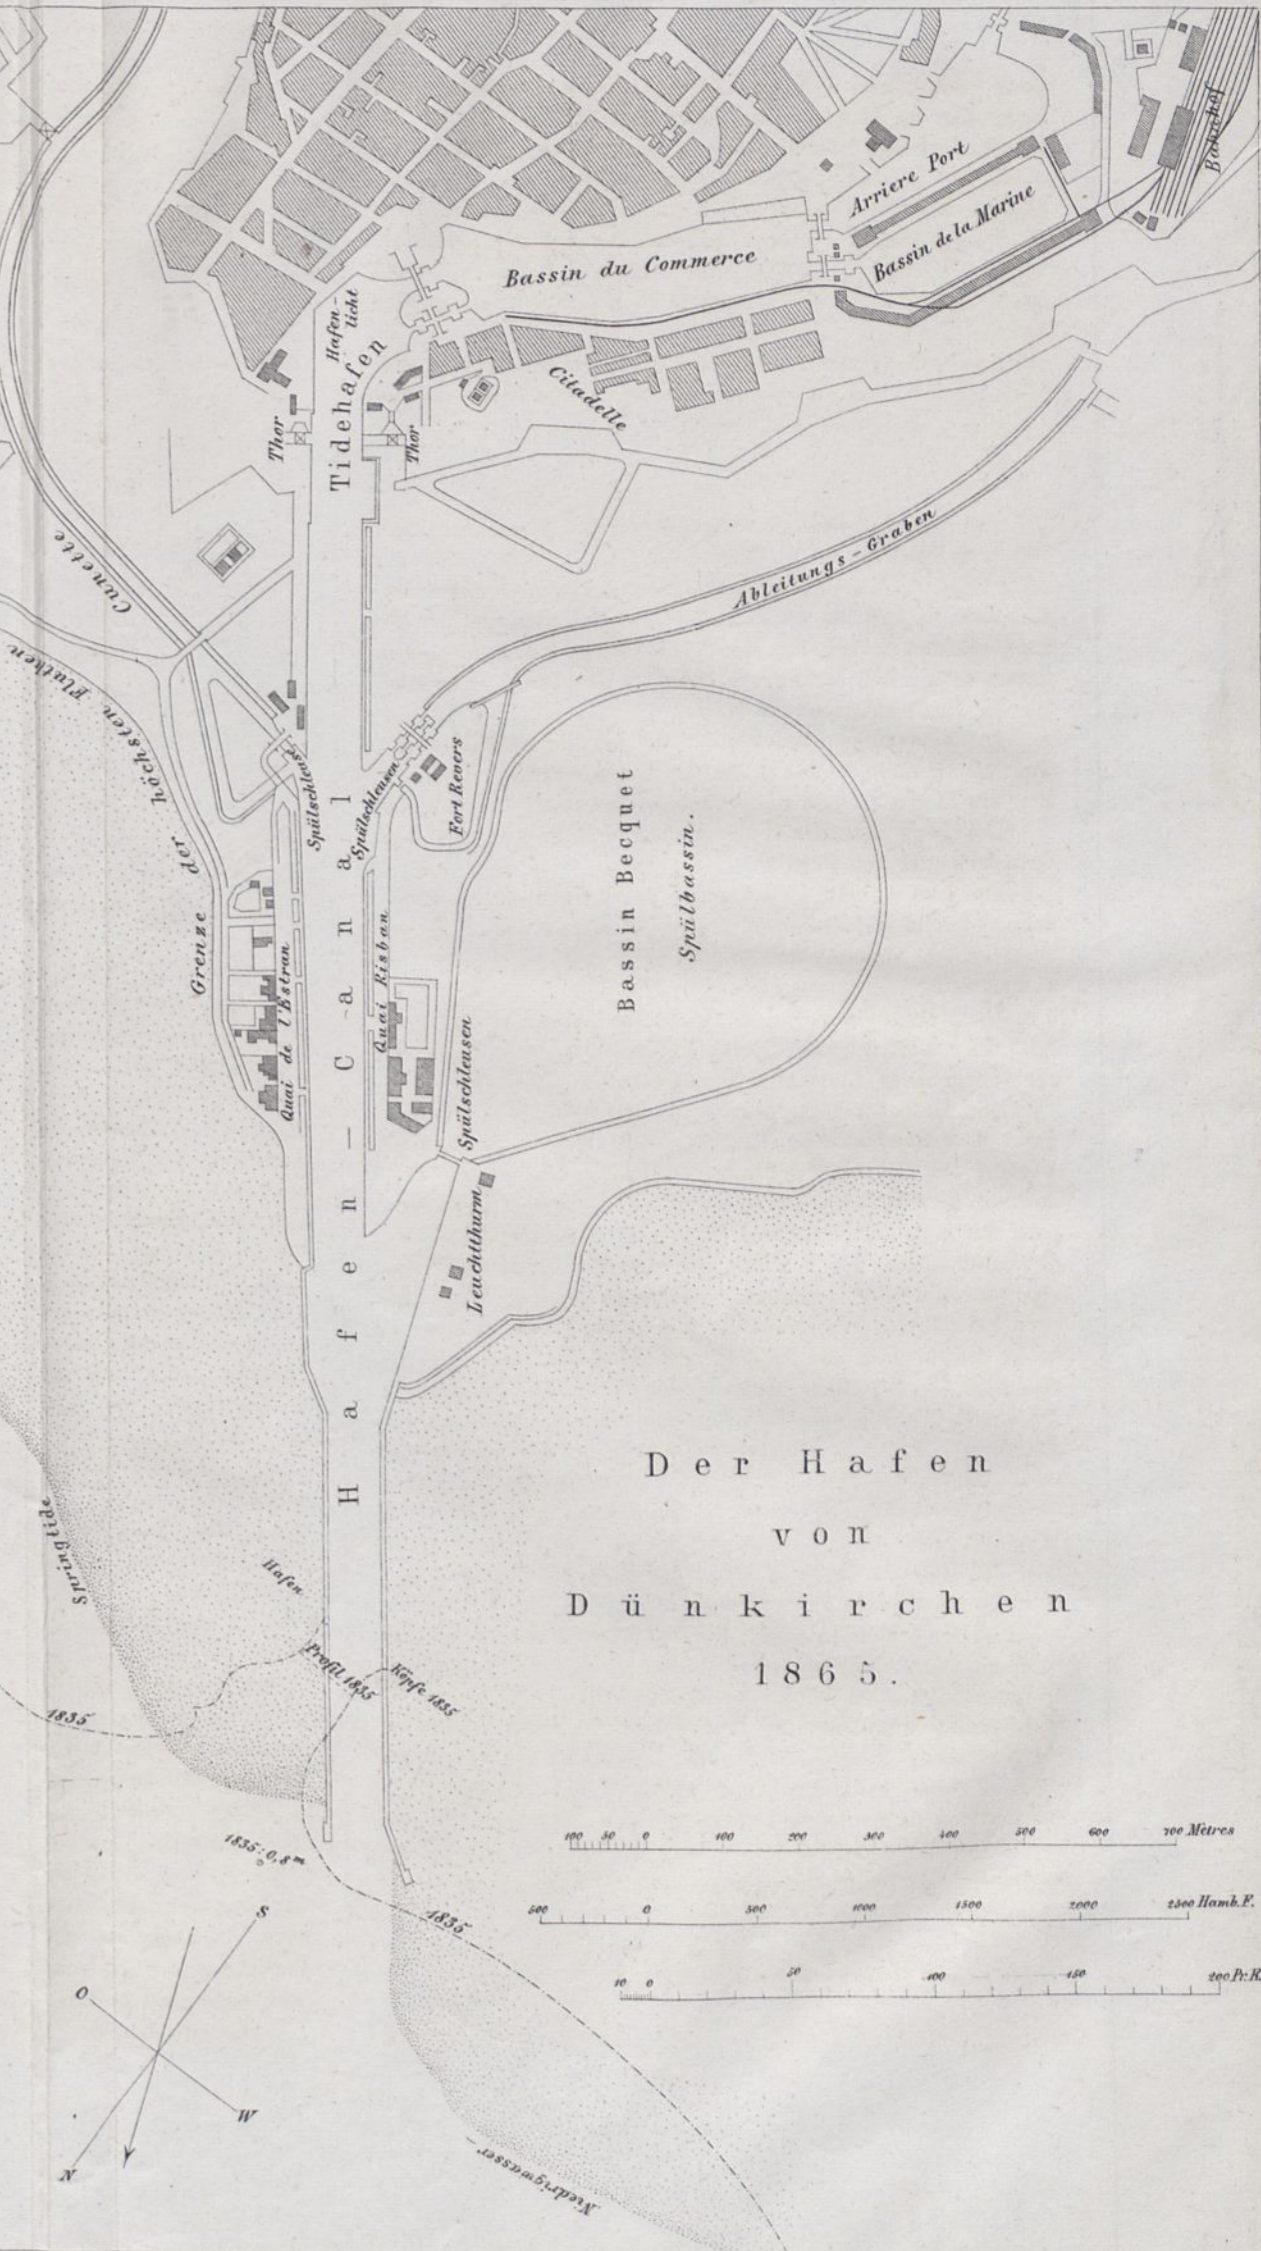 Bahnhof
Arriere Port
Bassin de la Marine
Bassin du Commerce
Hafen-
licht
Tidehafen
Citadelle
Thor
Thor
Cunette
Ableitungs-Graben
Grenze der höchsten Fluthen
Spülschleus.
Spülschleusen
Fort Revers
Bassin Becquet
Spülbassin.
Quai de l'Estran
Quai Risban
Hafen-Canal
Spülschleusen
Leuchtthurm
Der Hafen
von
Dünkirchen
1865.
Springtide
Hafen
Profil 1835
Köpfe 1835
1835
1835: 0,8 m
1835
100 50 0 100 200 300 400 500 600 700 Mètres
500 0 500 1000 1500 2000 2500 Hamb. F.
10 0 50 100 150 200 Pr. R.
S
O
W
N
Niedrigwasser